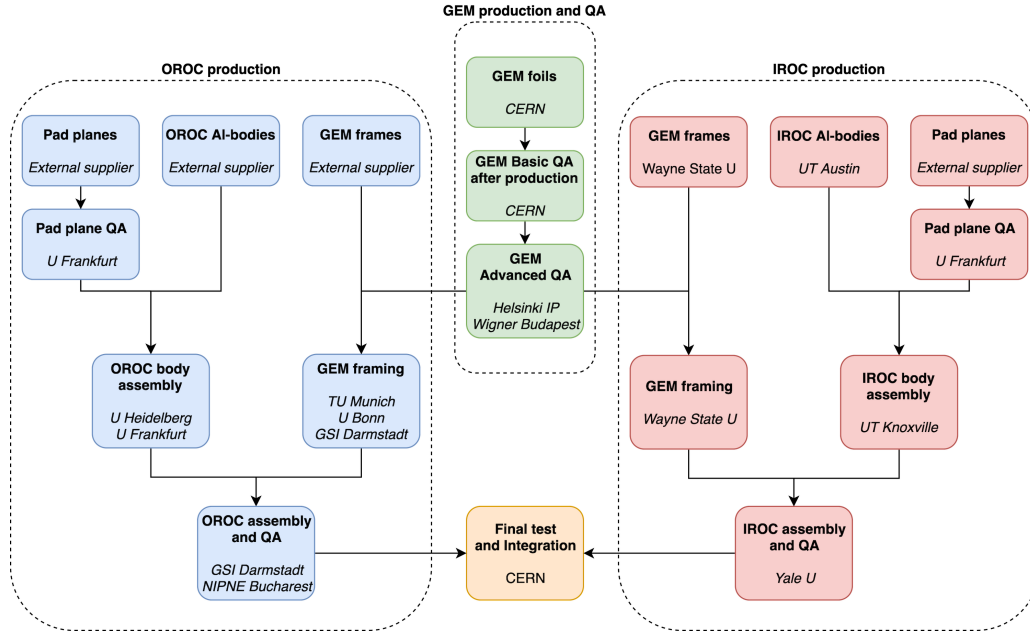 GEM production and QA
OROC production
IROC production
Pad planes
External supplier
OROC Al-bodies
External supplier
GEM frames
External supplier
Pad plane QA
U Frankfurt
OROC body
assembly
U Heidelberg
U Frankfurt
GEM framing
TU Munich
U Bonn
GSI Darmstadt
OROC assembly
and QA
GSI Darmstadt
NIPNE Bucharest
GEM foils
CERN
GEM Basic QA
after production
CERN
GEM
Advanced QA
Helsinki IP
Wigner Budapest
Final test
and Integration
CERN
GEM frames
Wayne State U
IROC Al-bodies
UT Austin
Pad planes
External supplier
Pad plane QA
U Frankfurt
GEM framing
Wayne State U
IROC body
assembly
UT Knoxville
IROC assembly
and QA
Yale U